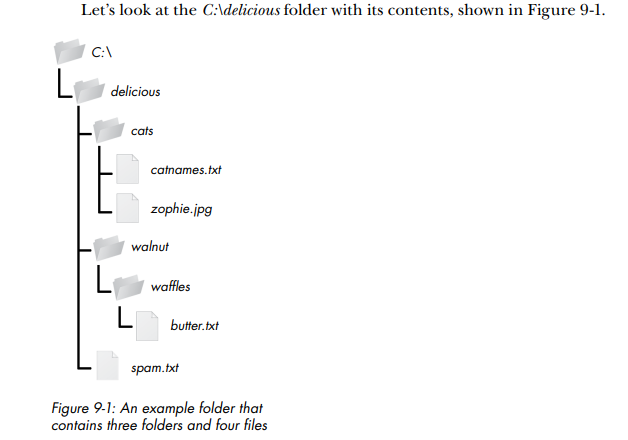 Let's look at the C:\delicious folder with its contents, shown in Figure 9-1.
C:\
delicious
cats
catnames.txt
zophie.jpg
walnut
waffles
butter.txt
spam.txt
Figure 9-1: An example folder that
contains three folders and four files